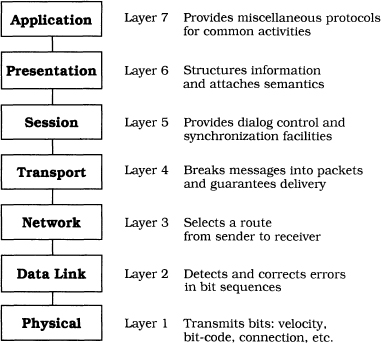 Application Layer 7 Provides miscellaneous protocols
for common activities
Presentation Layer 6 Structures information
and attaches semantics
Session Layer 5 Provides dialog control and
synchronization facilities
Transport Layer 4 Breaks messages into packets
and guarantees delivery
Network Layer 3 Selects a route
from sender to receiver
Data Link Layer 2 Detects and corrects errors
in bit sequences
Physical Layer 1 Transmits bits: velocity,
bit-code, connection, etc.